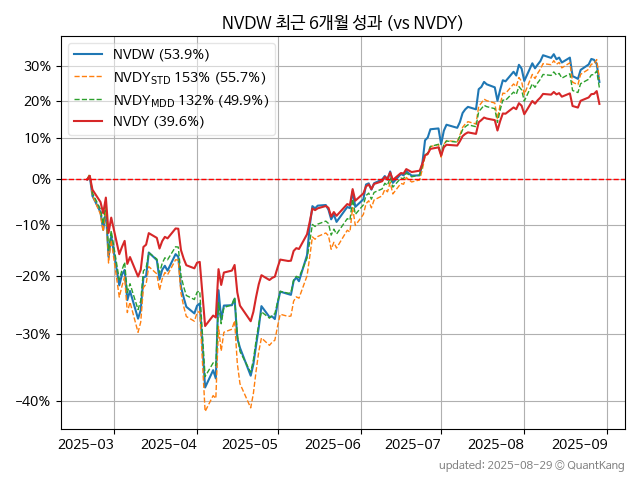 NVDW 최근 6개월 성과 (vs NVDY)
NVDW (53.9%)
NVDYSTD 153% (55.7%)
NVDYMDD 132% (49.9%)
NVDY (39.6%)
30%
20%
10%
0%
−10%
−20%
−30%
−40%
2025-03 2025-04 2025-05 2025-06 2025-07 2025-08 2025-09
updated: 2025-08-29 © QuantKang